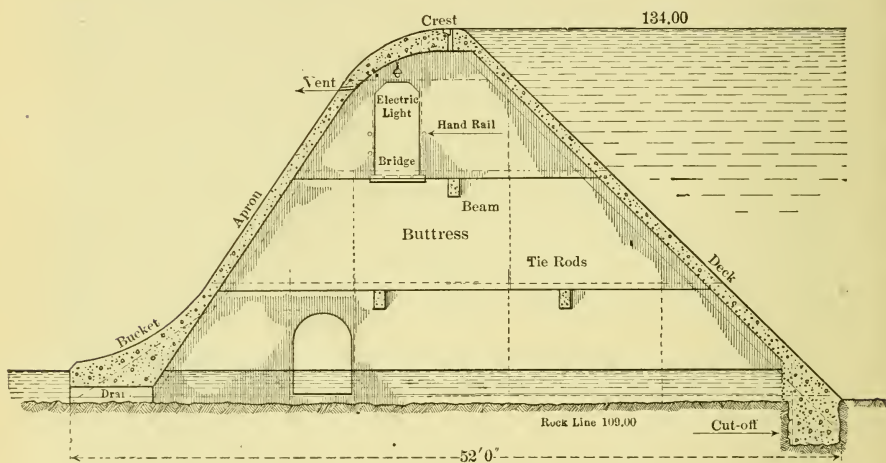 Crest
134.00
Vent
Electric
Light
Hand Rail
Bridge
Beam
Apron
Buttress
Tie Rods
Deck
Bucket
Drai
Rock Line 109.00
Cut-off
52'0"